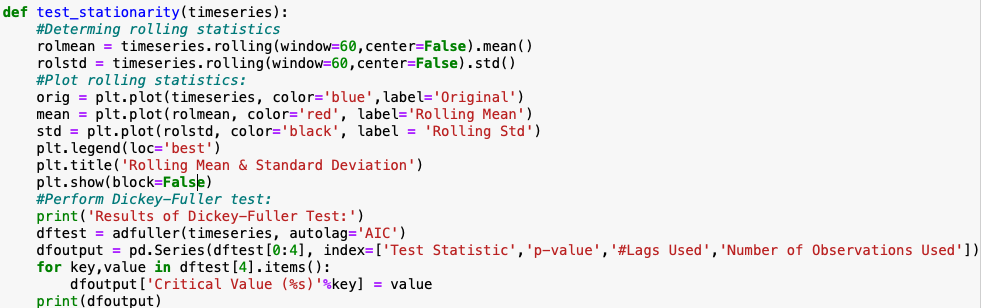 def test_stationarity(timeseries):
    #Determing rolling statistics
    rolmean = timeseries.rolling(window=60,center=False).mean()
    rolstd = timeseries.rolling(window=60,center=False).std()
    #Plot rolling statistics:
    orig = plt.plot(timeseries, color='blue',label='Original')
    mean = plt.plot(rolmean, color='red', label='Rolling Mean')
    std = plt.plot(rolstd, color='black', label = 'Rolling Std')
    plt.legend(loc='best')
    plt.title('Rolling Mean & Standard Deviation')
    plt.show(block=False)
    #Perform Dickey-Fuller test:
    print('Results of Dickey-Fuller Test:')
    dftest = adfuller(timeseries, autolag='AIC')
    dfoutput = pd.Series(dftest[0:4], index=['Test Statistic','p-value','#Lags Used','Number of Observations Used'])
    for key,value in dftest[4].items():
        dfoutput['Critical Value (%s)'%key] = value
    print(dfoutput)